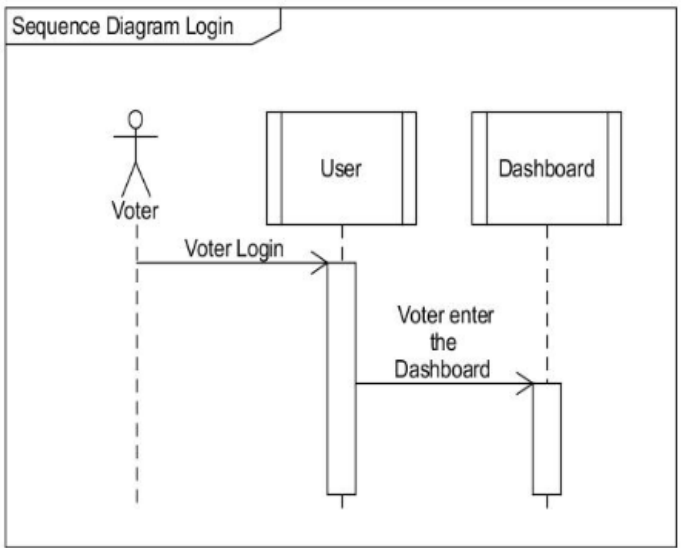 Sequence Diagram Login
User
Dashboard
Voter
Voter Login
Voter enter
the
Dashboard